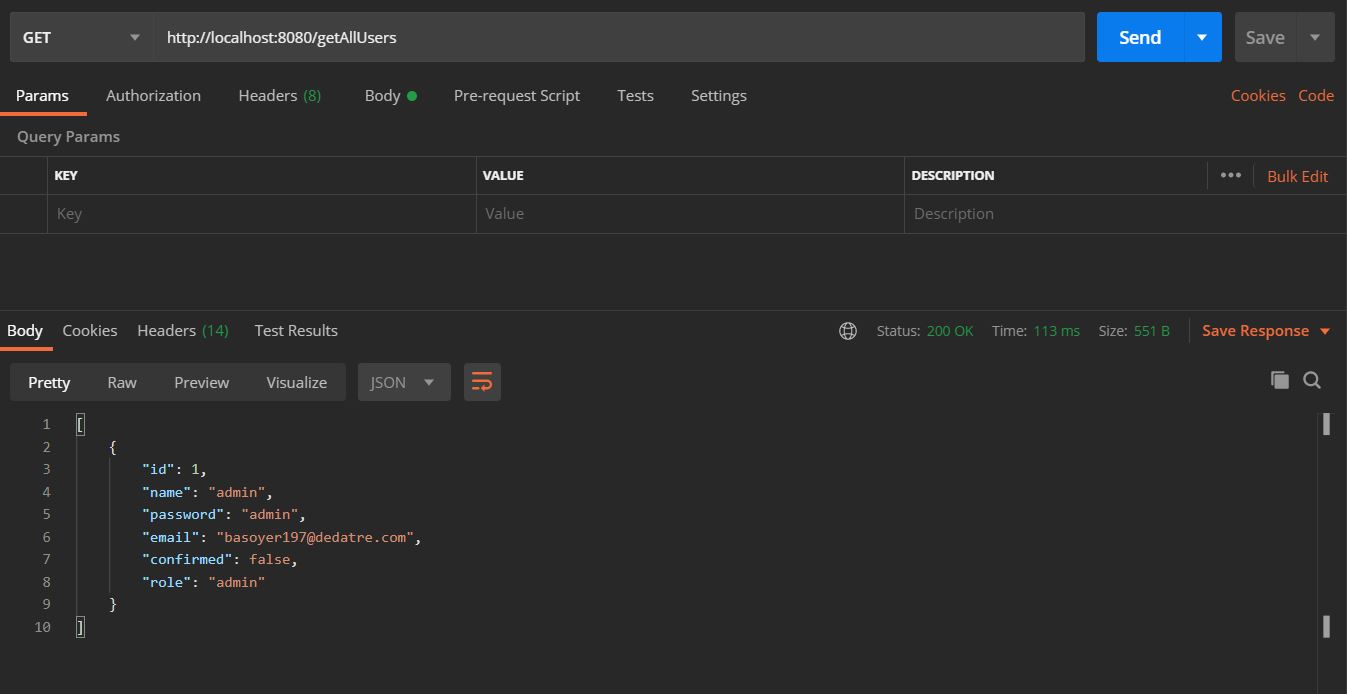 GET http://localhost:8080/getAllUsers Send Save
Params Authorization Headers (8) Body Pre-request Script Tests Settings Cookies Code
Query Params
KEY VALUE DESCRIPTION ••• Bulk Edit
Key Value Description
Body Cookies Headers (14) Test Results Status: 200 OK Time: 113 ms Size: 551 B Save Response
Pretty Raw Preview Visualize JSON
1 [
2 {
3 "id": 1,
4 "name": "admin",
5 "password": "admin",
6 "email": "basoyer197@dedatre.com",
7 "confirmed": false,
8 "role": "admin"
9 }
10 ]